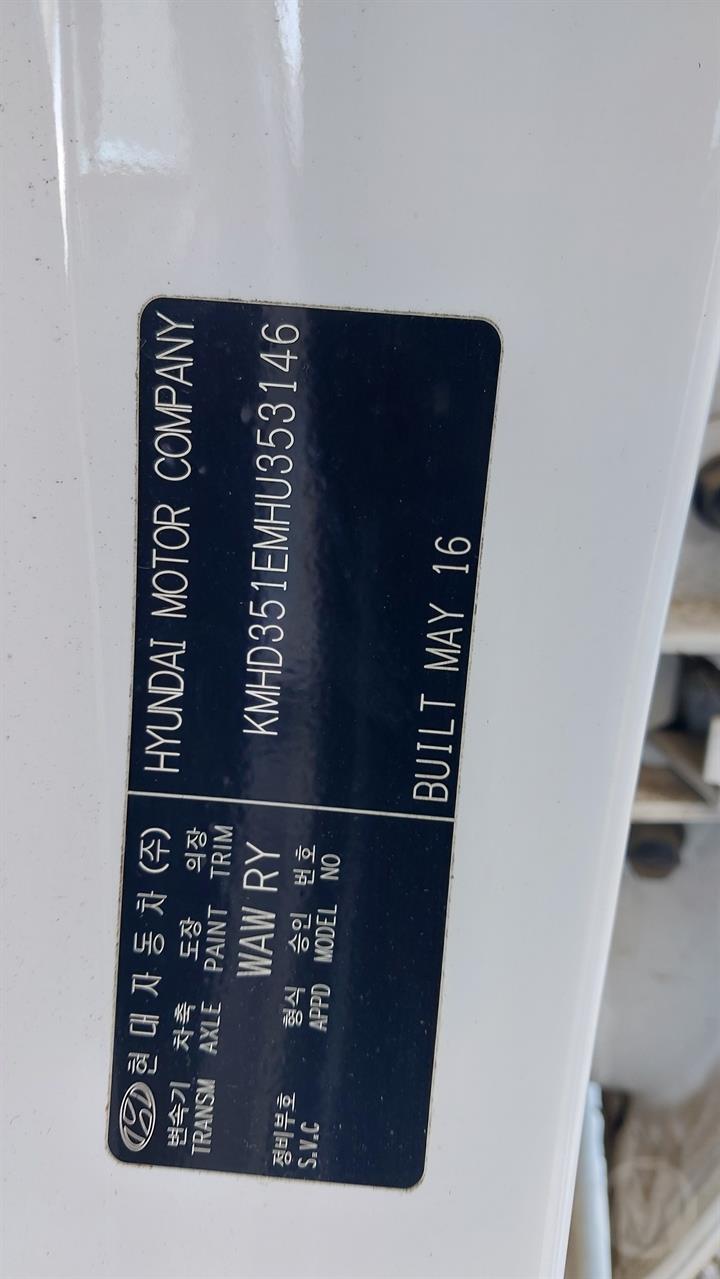 현대자동차(주)
변속기 차축 도장 의장
TRANSM AXLE PAINT TRIM
WAW RY
정비부호 형식 승인 번호
S.V.C APPD MODEL NO
HYUNDAI MOTOR COMPANY
KMHD351EMHU353146
BUILT MAY 16